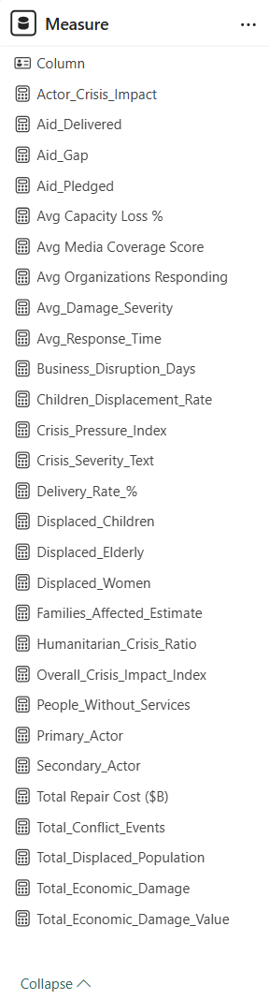 Measure
Column
Actor_Crisis_Impact
Aid_Delivered
Aid_Gap
Aid_Pledged
Avg Capacity Loss %
Avg Media Coverage Score
Avg Organizations Responding
Avg_Damage_Severity
Avg_Response_Time
Business_Disruption_Days
Children_Displacement_Rate
Crisis_Pressure_Index
Crisis_Severity_Text
Delivery_Rate_%
Displaced_Children
Displaced_Elderly
Displaced_Women
Families_Affected_Estimate
Humanitarian_Crisis_Ratio
Overall_Crisis_Impact_Index
People_Without_Services
Primary_Actor
Secondary_Actor
Total Repair Cost ($B)
Total_Conflict_Events
Total_Displaced_Population
Total_Economic_Damage
Total_Economic_Damage_Value
Collapse